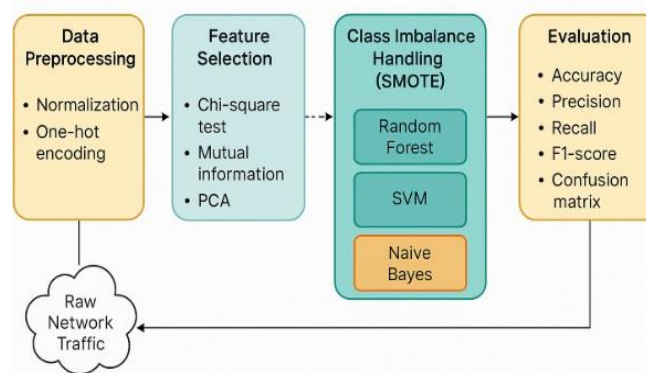 Data
Preprocessing
• Normalization
• One-hot
encoding
Feature
Selection
• Chi-square
test
• Mutual
information
• PCA
Class Imbalance
Handling
(SMOTE)
Random
Forest
SVM
Naive
Bayes
Evaluation
• Accuracy
• Precision
• Recall
• F1-score
• Confusion
matrix
Raw
Network
Traffic